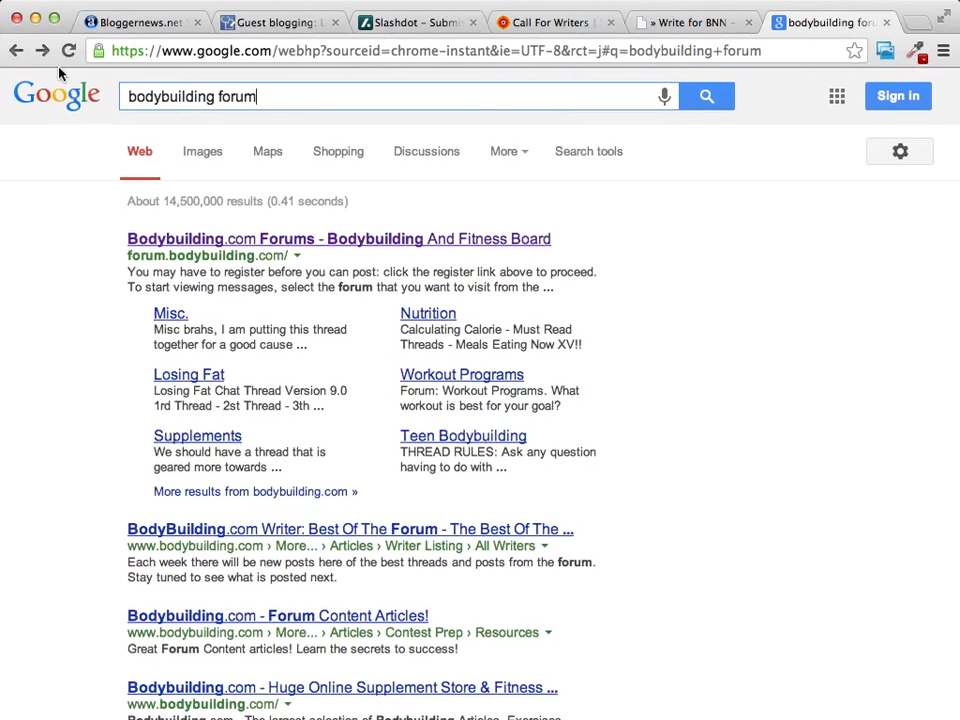 Bloggernews.net
Guest blogging: L
Slashdot – Submi
Call For Writers |
» Write for BNN –
bodybuilding foru
https://www.google.com/webhp?sourceid=chrome-instant&ie=UTF-8&rct=j#q=bodybuilding+forum
Google
bodybuilding forum
Sign in
Web
Images
Maps
Shopping
Discussions
More
Search tools
About 14,500,000 results (0.41 seconds)
Bodybuilding.com Forums - Bodybuilding And Fitness Board
forum.bodybuilding.com/
You may have to register before you can post: click the register link above to proceed.
To start viewing messages, select the forum that you want to visit from the ...
Misc.
Misc brahs, I am putting this thread
together for a good cause ...
Nutrition
Calculating Calorie - Must Read
Threads - Meals Eating Now XV!!
Losing Fat
Losing Fat Chat Thread Version 9.0
1rd Thread - 2st Thread - 3th ...
Workout Programs
Forum: Workout Programs. What
workout is best for your goal?
Supplements
We should have a thread that is
geared more towards ...
Teen Bodybuilding
THREAD RULES: Ask any question
having to do with ...
More results from bodybuilding.com »
BodyBuilding.com Writer: Best Of The Forum - The Best Of The ...
www.bodybuilding.com › More... › Articles › Writer Listing › All Writers
Each week there will be new posts here of the best threads and posts from the forum.
Stay tuned to see what is posted next.
Bodybuilding.com - Forum Content Articles!
www.bodybuilding.com › More... › Articles › Contest Prep › Resources
Great Forum Content articles! Learn the secrets to success!
Bodybuilding.com - Huge Online Supplement Store & Fitness ...
www.bodybuilding.com/
Bodybuilding.com - The largest selection of Bodybuilding Articles, Exercises,